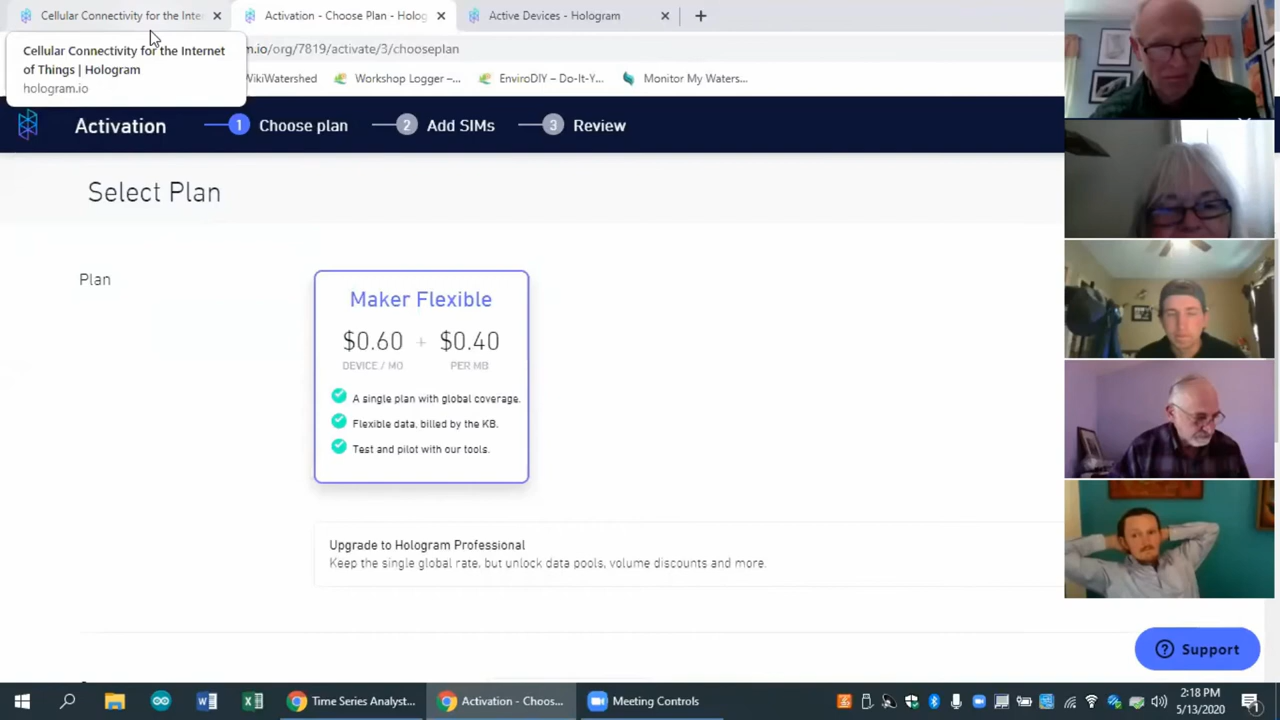 Cellular Connectivity for the Inter
Activation - Choose Plan - Holog
Active Devices - Hologram
Cellular Connectivity for the Internet
of Things | Hologram
hologram.io
m.io/org/7819/activate/3/chooseplan
WikiWatershed
Workshop Logger –...
EnviroDIY – Do-It-Y...
Monitor My Waters...
Activation
1 Choose plan
2 Add SIMs
3 Review
Select Plan
Plan
Maker Flexible
$0.60 + $0.40
DEVICE / MO PER MB
A single plan with global coverage.
Flexible data, billed by the KB.
Test and pilot with our tools.
Upgrade to Hologram Professional
Keep the single global rate, but unlock data pools, volume discounts and more.
? Support
Time Series Analyst...
Activation - Choos...
Meeting Controls
2:18 PM
5/13/2020
1